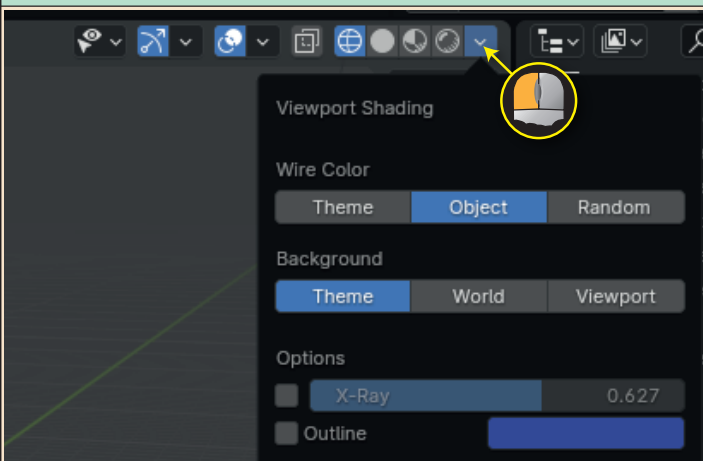 Viewport Shading
Wire Color
Theme Object Random
Background
Theme World Viewport
Options
X-Ray 0.627
Outline